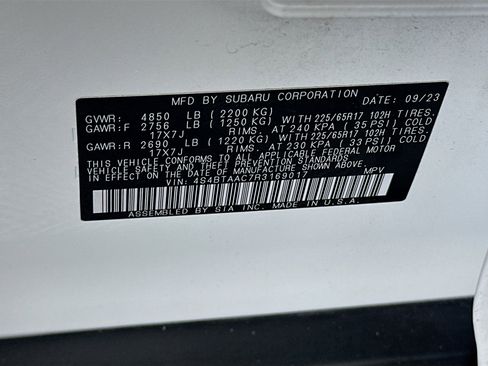 MFD BY SUBARU CORPORATION DATE: 09/23
GVWR: 4850 LB (2200 KG)
GAWR:F 2756 LB (1250 KG) WITH 225/65R17 102H TIRES.
17X7J RIMS. AT 240 KPA (35 PSI) COLD
GAWR:R 2690 LB (1220 KG) WITH 225/65R17 102H TIRES.
17X7J RIMS. AT 230 KPA (33 PSI) COLD
THIS VEHICLE CONFORMS TO ALL APPLICABLE FEDERAL MOTOR
VEHICLE SAFETY AND THEFT PREVENTION STANDARDS
IN EFFECT ON THE DATE OF MANUFACTURE SHOWN ABOVE.
VIN: 4S4BTAAC7R3169017 MPV
ASSEMBLED BY SIA INC. MADE IN U.S.A.